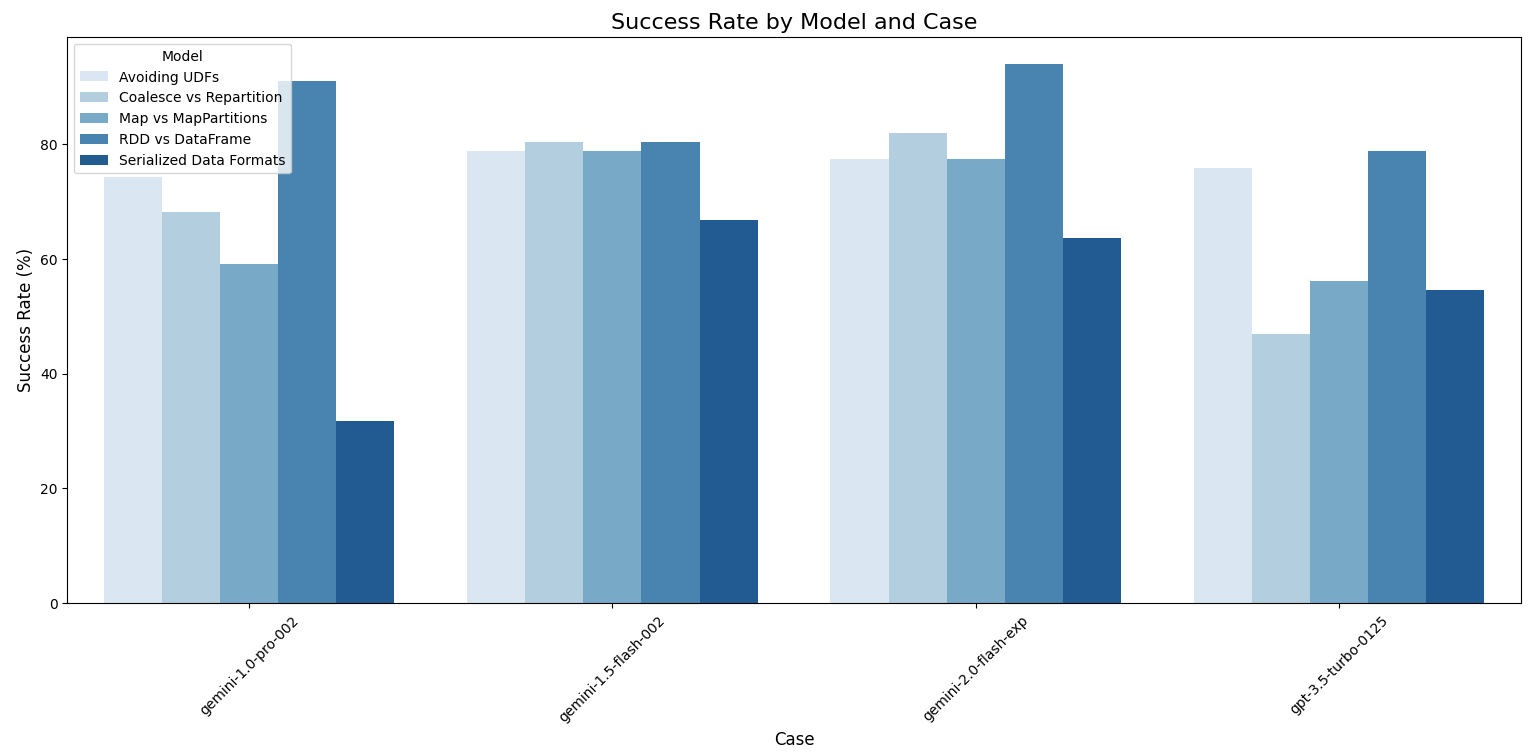 Success Rate by Model and Case
Model
Avoiding UDFs
Coalesce vs Repartition
Map vs MapPartitions
RDD vs DataFrame
Serialized Data Formats
Success Rate (%)
80
60
40
20
0
gemini-1.0-pro-002
gemini-1.5-flash-002
gemini-2.0-flash-exp
gpt-3.5-turbo-0125
Case